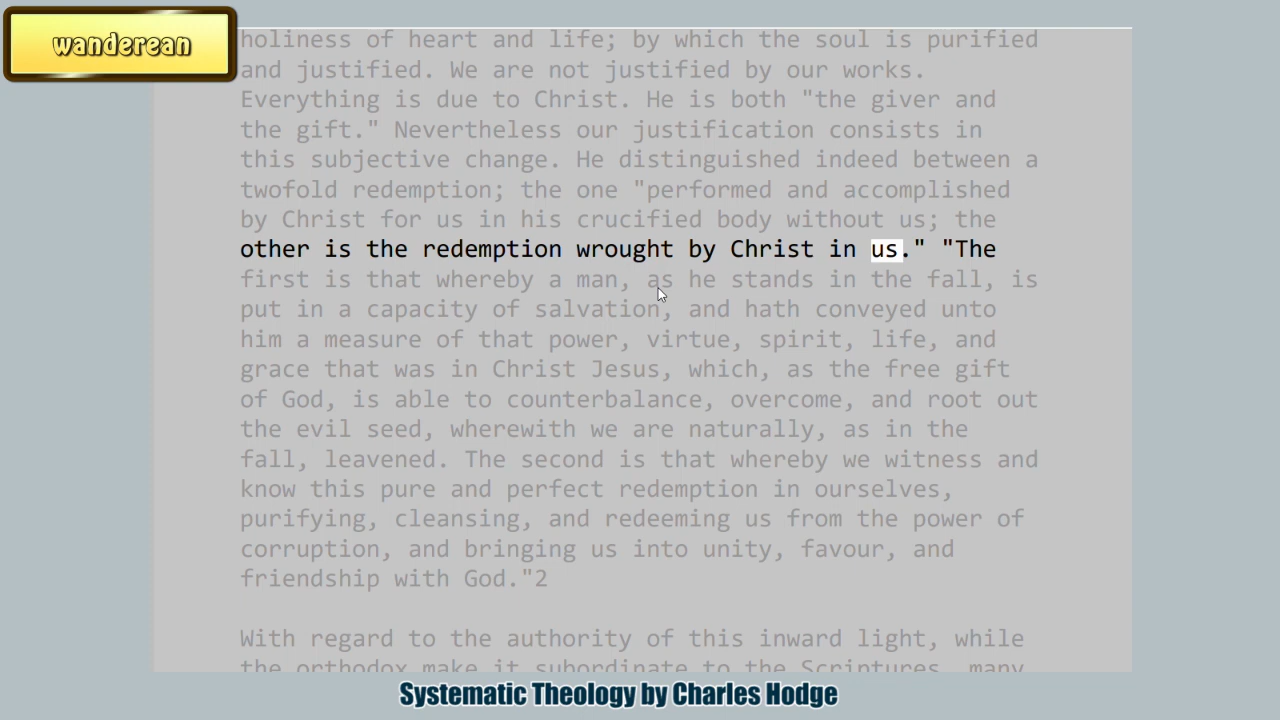 wanderean
holiness of heart and life; by which the soul is purified
and justified. We are not justified by our works.
Everything is due to Christ. He is both "the giver and
the gift." Nevertheless our justification consists in
this subjective change. He distinguished indeed between a
twofold redemption; the one "performed and accomplished
by Christ for us in his crucified body without us; the
other is the redemption wrought by Christ in us." "The
first is that whereby a man, as he stands in the fall, is
put in a capacity of salvation, and hath conveyed unto
him a measure of that power, virtue, spirit, life, and
grace that was in Christ Jesus, which, as the free gift
of God, is able to counterbalance, overcome, and root out
the evil seed, wherewith we are naturally, as in the
fall, leavened. The second is that whereby we witness and
know this pure and perfect redemption in ourselves,
purifying, cleansing, and redeeming us from the power of
corruption, and bringing us into unity, favour, and
friendship with God."2
With regard to the authority of this inward light, while
the orthodox make it subordinate to the Scriptures, many
Systematic Theology by Charles Hodge